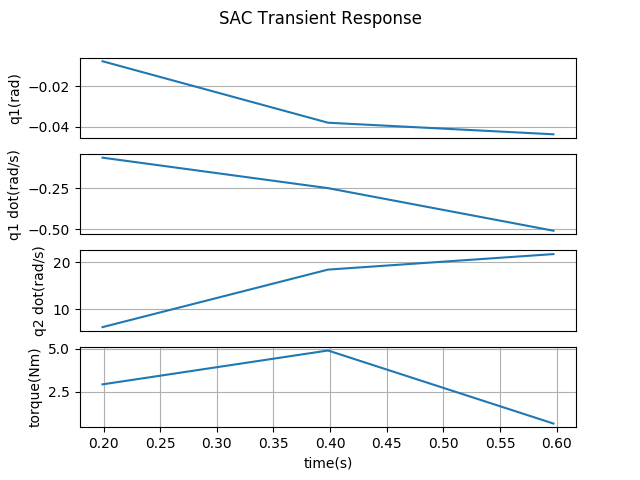 SAC Transient Response
q1(rad)
−0.02
−0.04
q1 dot(rad/s)
−0.25
−0.50
q2 dot(rad/s)
20
10
torque(Nm)
5.0
2.5
0.20 0.25 0.30 0.35 0.40 0.45 0.50 0.55 0.60
time(s)